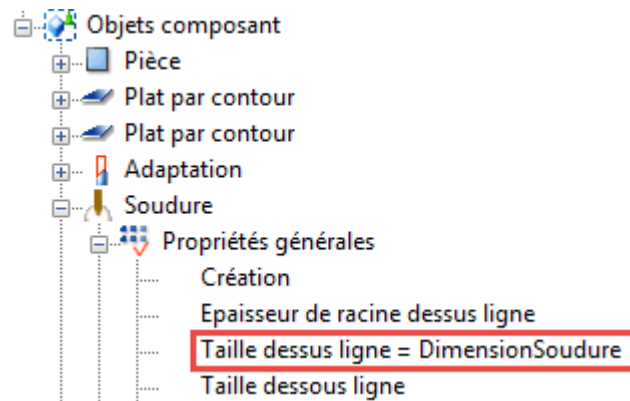 Objets composant
Pièce
Plat par contour
Plat par contour
Adaptation
Soudure
Propriétés générales
Création
Epaisseur de racine dessus ligne
Taille dessus ligne = DimensionSoudure
Taille dessous ligne